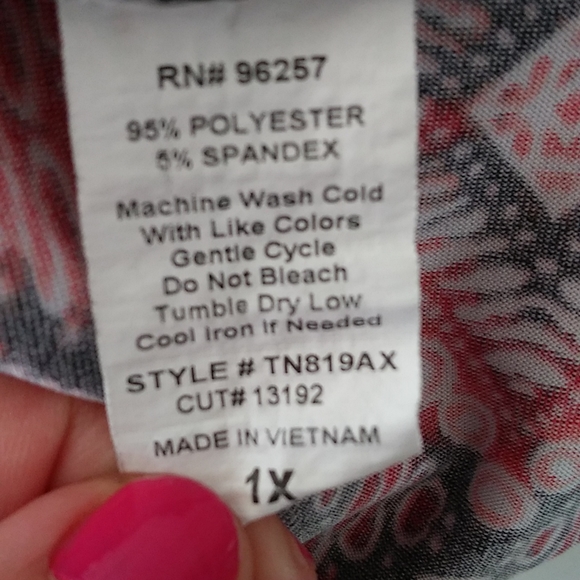 RN# 96257
95% POLYESTER
5% SPANDEX
Machine Wash Cold
With Like Colors
Gentle Cycle
Do Not Bleach
Tumble Dry Low
Cool Iron If Needed
STYLE # TN819AX
CUT# 13192
MADE IN VIETNAM
1X